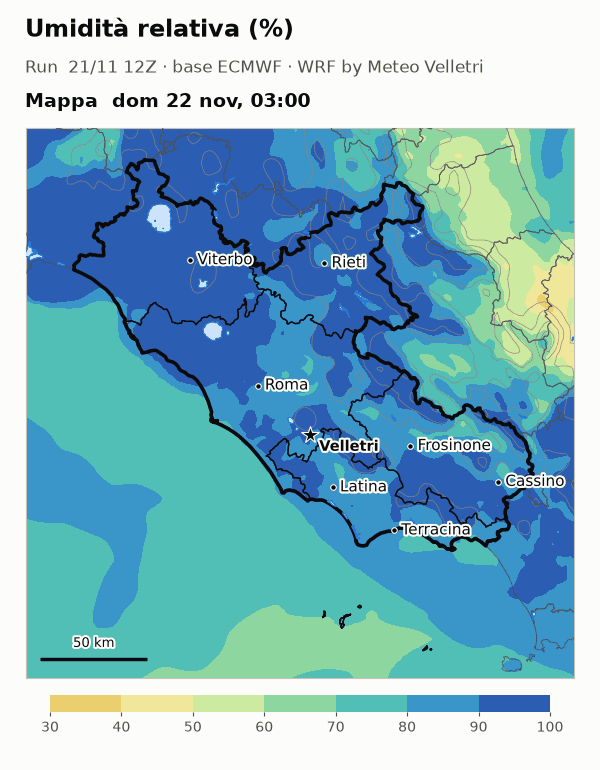 Umidità relativa (%)
Run  21/11 12Z · base ECMWF · WRF by Meteo Velletri
Mappa  dom 22 nov, 03:00
Viterbo
Rieti
Roma
Velletri
Frosinone
Cassino
Latina
Terracina
50 km
30 40 50 60 70 80 90 100